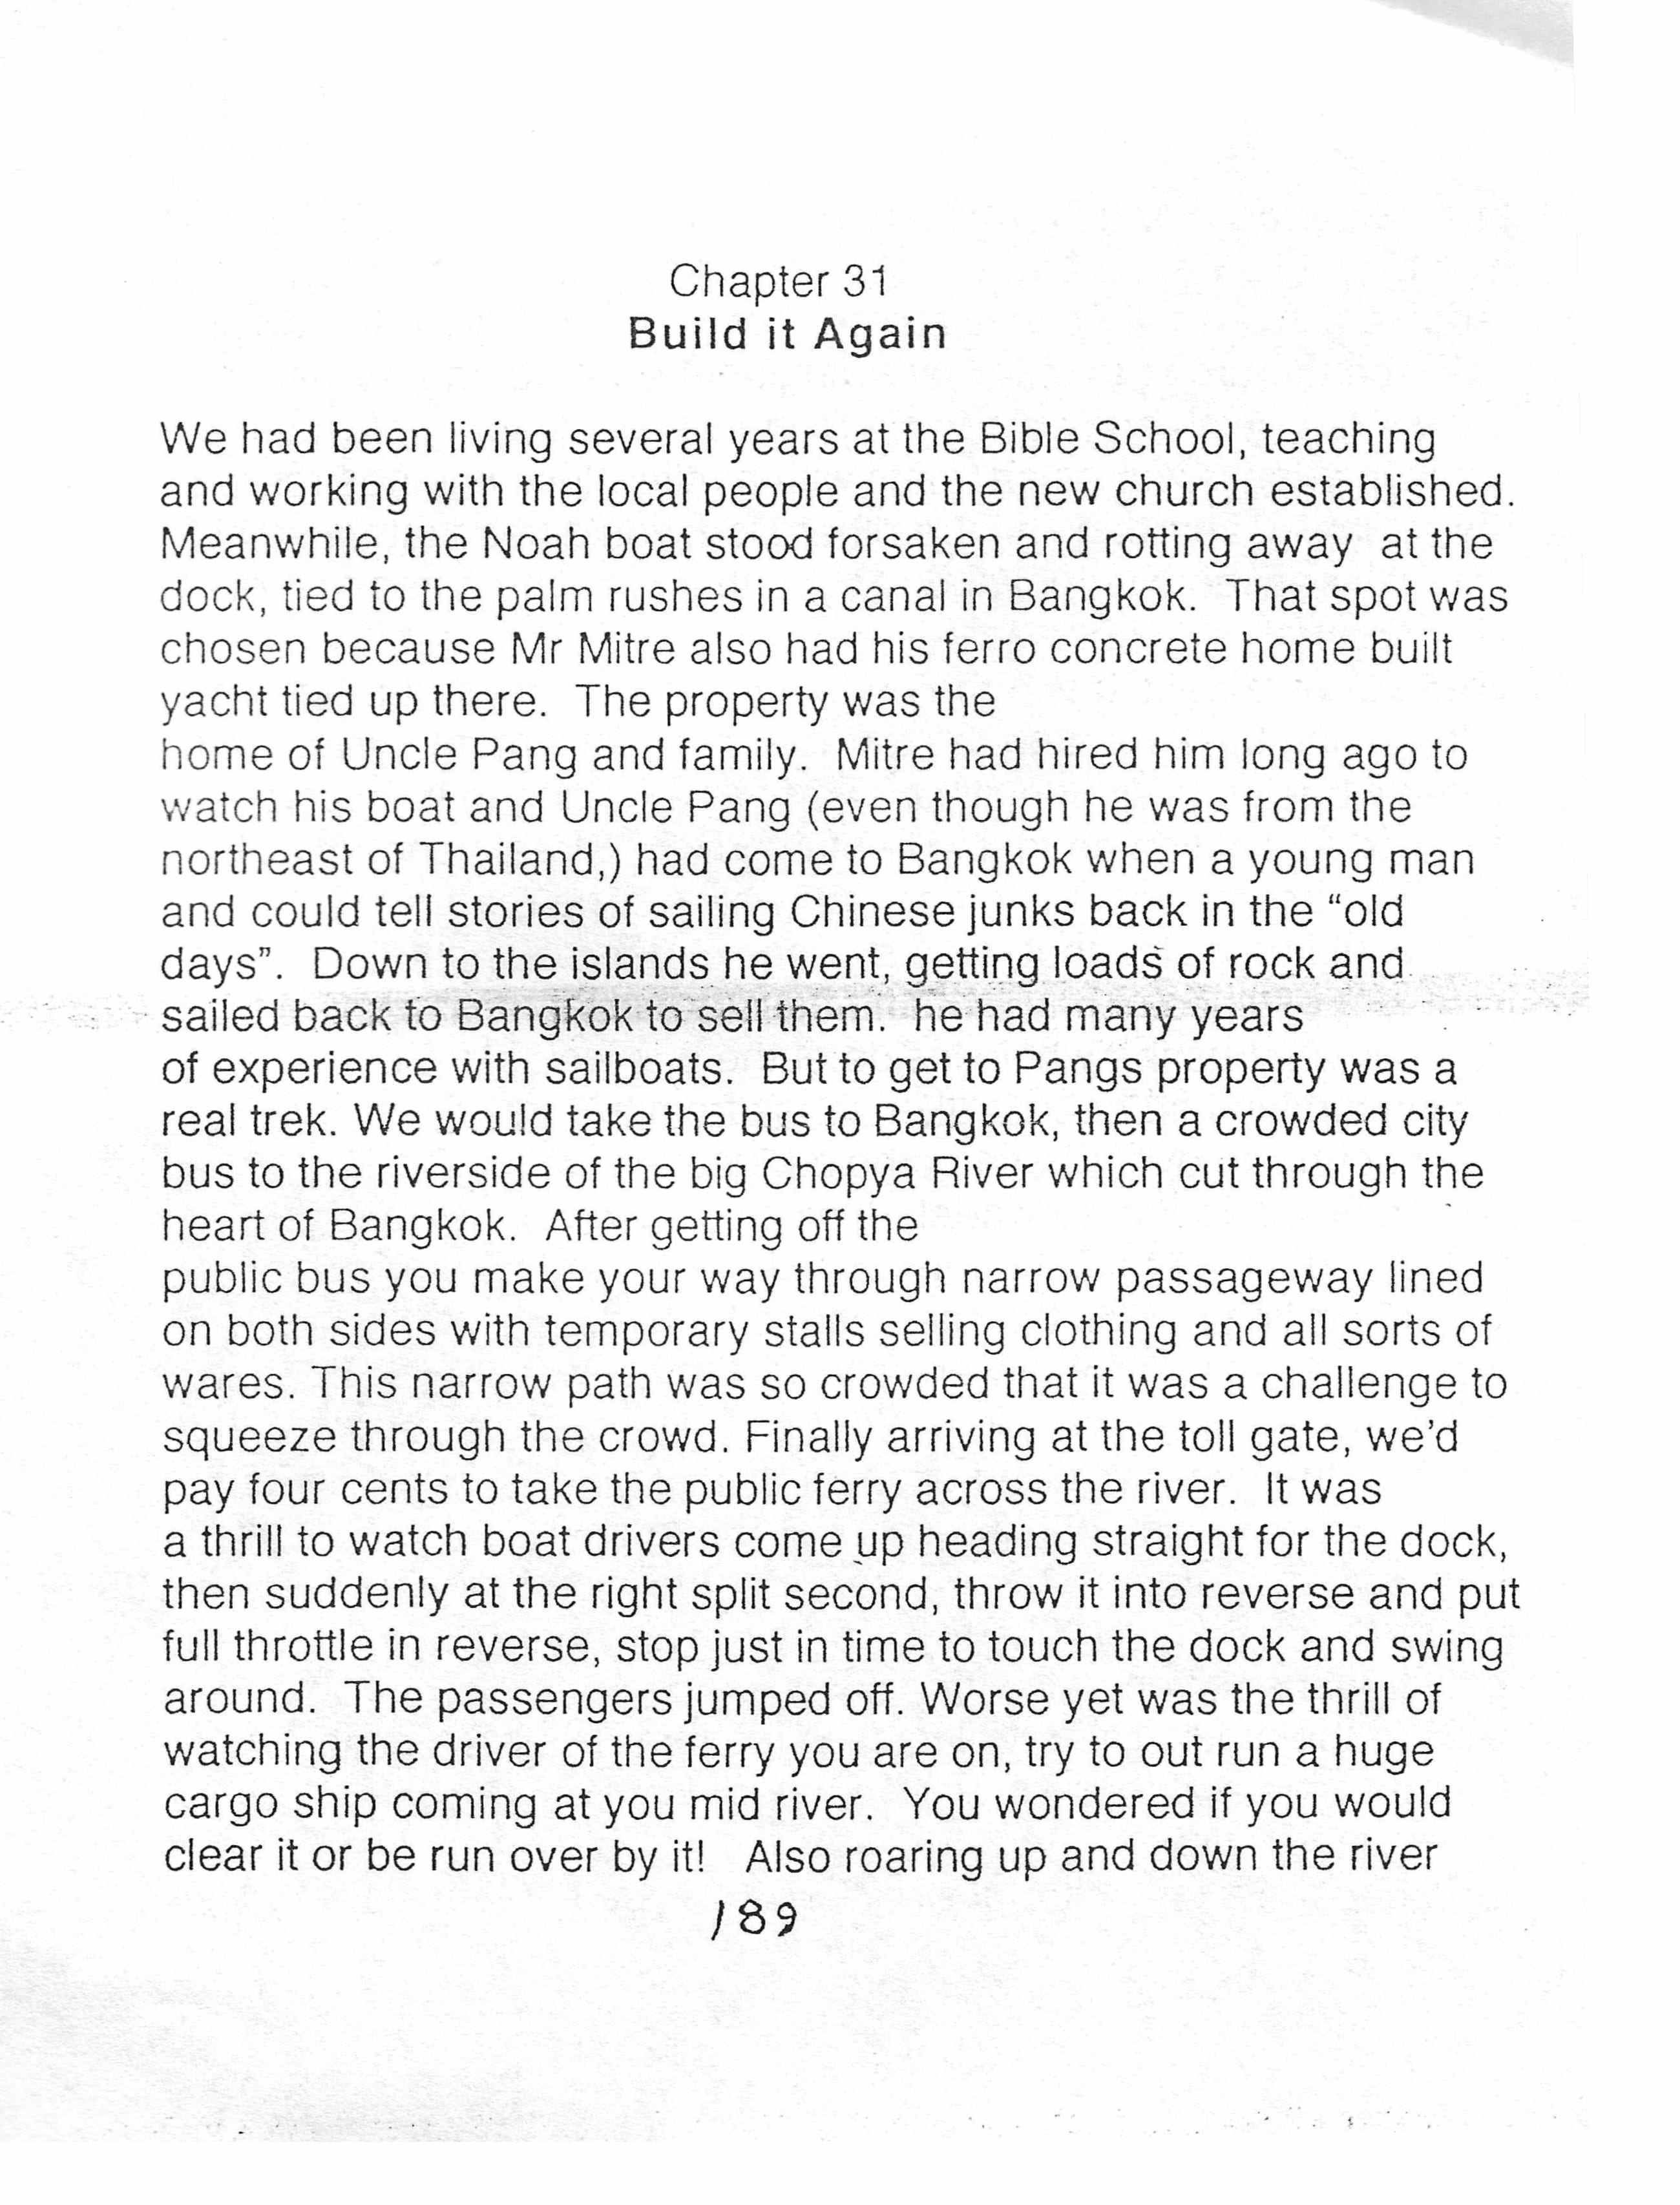 Chapter 31
Build it Again
We had been living several years at the Bible School, teaching
and working with the local people and the new church established.
Meanwhile, the Noah boat stood forsaken and rotting away  at the
dock, tied to the palm rushes in a canal in Bangkok.  That spot was
chosen because Mr Mitre also had his ferro concrete home built
yacht tied up there.  The property was the
home of Uncle Pang and family.  Mitre had hired him long ago to
watch his boat and Uncle Pang (even though he was from the
northeast of Thailand,) had come to Bangkok when a young man
and could tell stories of sailing Chinese junks back in the “old
days”.  Down to the islands he went, getting loads of rock and
sailed back to Bangkok to sell them.  he had many years
of experience with sailboats.  But to get to Pangs property was a
real trek. We would take the bus to Bangkok, then a crowded city
bus to the riverside of the big Chopya River which cut through the
heart of Bangkok.  After getting off the
public bus you make your way through narrow passageway lined
on both sides with temporary stalls selling clothing and all sorts of
wares. This narrow path was so crowded that it was a challenge to
squeeze through the crowd. Finally arriving at the toll gate, we’d
pay four cents to take the public ferry across the river.  It was
a thrill to watch boat drivers come up heading straight for the dock,
then suddenly at the right split second, throw it into reverse and put
full throttle in reverse, stop just in time to touch the dock and swing
around.  The passengers jumped off. Worse yet was the thrill of
watching the driver of the ferry you are on, try to out run a huge
cargo ship coming at you mid river.  You wondered if you would
clear it or be run over by it!   Also roaring up and down the river
189